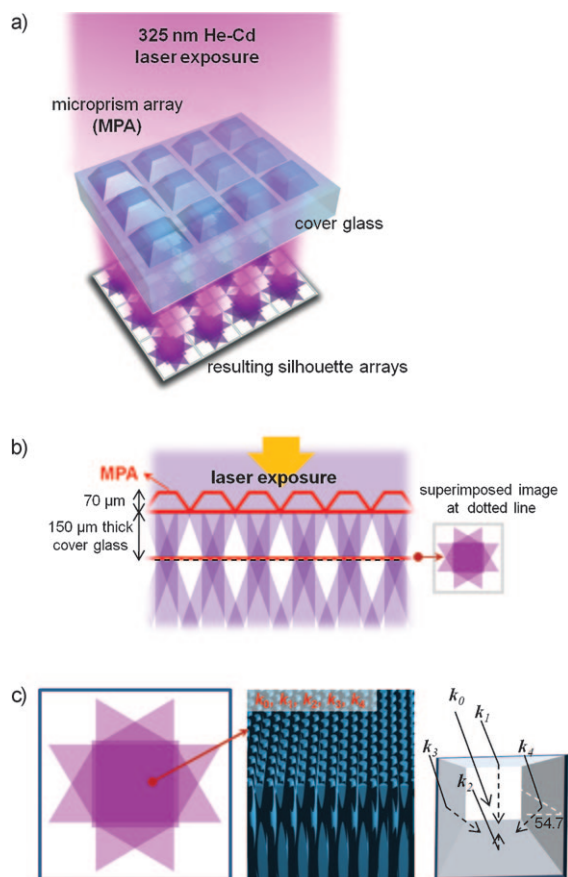 a)
325 nm He-Cd
laser exposure
microprism array
(MPA)
cover glass
resulting silhouette arrays
b)
MPA
laser exposure
70 µm
150 µm thick
cover glass
superimposed image
at dotted line
c)
k0
k1
k3
k4
k2
54.7